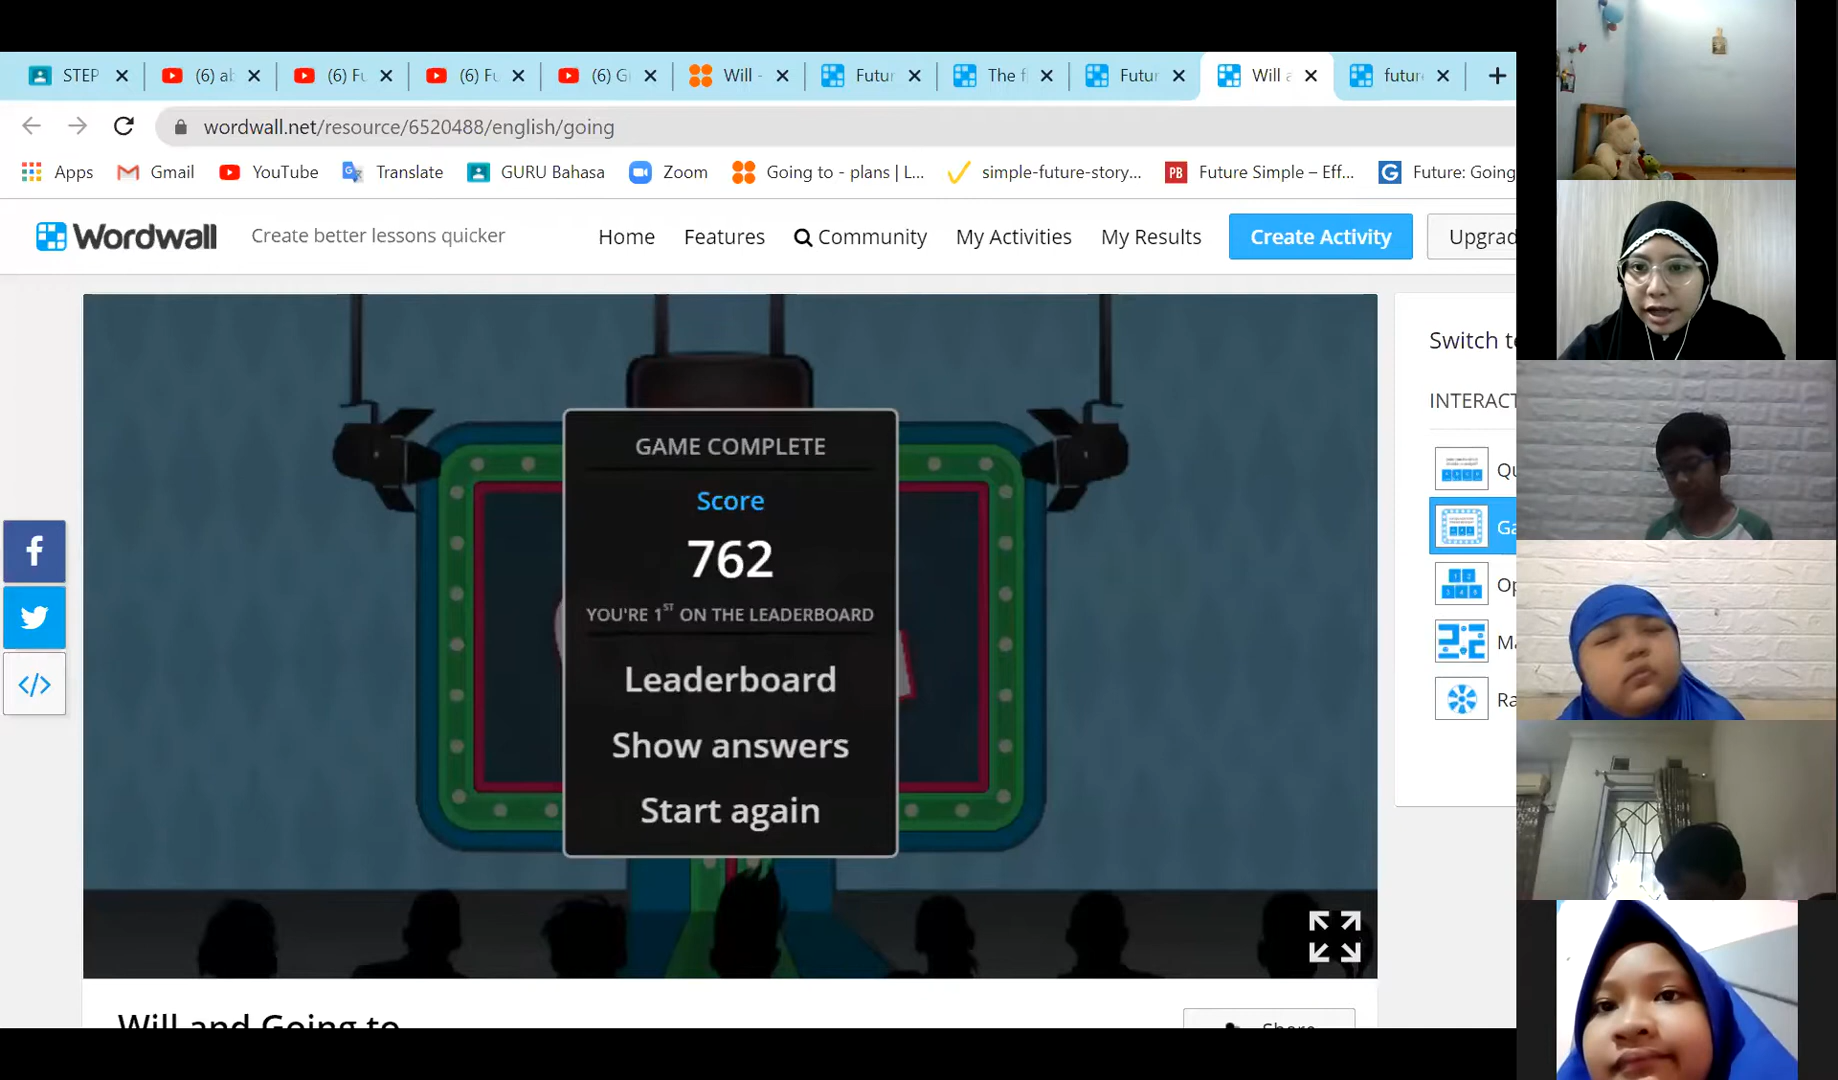 STEP (6) al (6) Fu (6) Fu (6) G Will - Futur The f Futur Will a future
wordwall.net/resource/6520488/english/going
Apps Gmail YouTube Translate GURU Bahasa Zoom Going to - plans | L... simple-future-story... PB Future Simple – Eff... G Future: Going
Wordwall Create better lessons quicker Home Features Community My Activities My Results Create Activity Upgrad
Switch to
INTERACT
Qu
Ga
Op
Ma
Ra
GAME COMPLETE
Score
762
YOU'RE 1ST ON THE LEADERBOARD
Leaderboard
Show answers
Start again
Will and Going to
Share